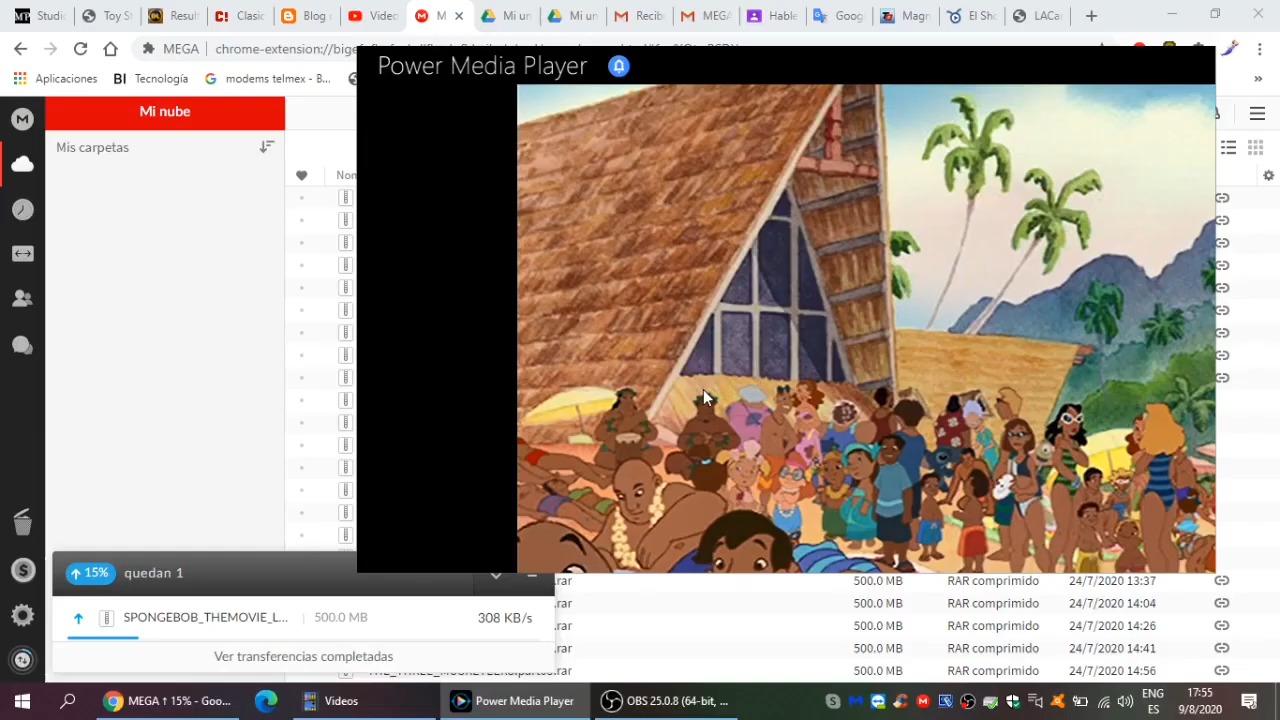 Mi un
Mi un
Recib
MEGA
Hable
Goog
Magn
El Sho
LACar
Toy St
Result
Clasic
Blog d
Video
M
MEGA
Aplicaciones
BI Tecnología
modems telmex - B...
»
Power Media Player
Mi nube
Mis carpetas
15% quedan 1
SPONGEBOB_THEMOVIE_L... 500.0 MB 308 KB/s
Ver transferencias completadas
.rar 500.0 MB RAR comprimido 24/7/2020 13:37
.rar 500.0 MB RAR comprimido 24/7/2020 14:04
.rar 500.0 MB RAR comprimido 24/7/2020 14:26
.rar 500.0 MB RAR comprimido 24/7/2020 14:41
500.0 MB RAR comprimido 24/7/2020 14:56
MEGA ↑ 15% - Goo...
Videos
Power Media Player
OBS 25.0.8 (64-bit, ...
ENG 17:55
ES 9/8/2020